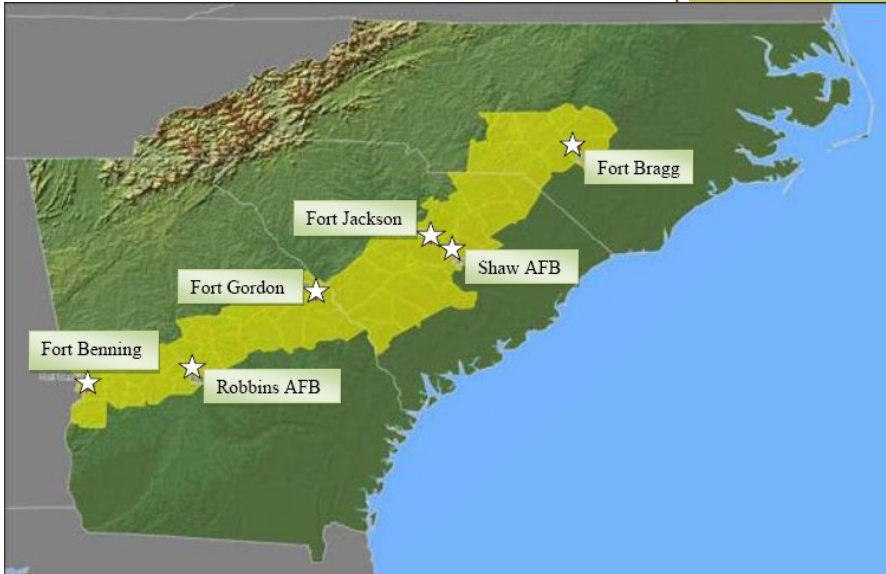 Fort Bragg
Fort Jackson
Shaw AFB
Fort Gordon
Fort Benning
Robbins AFB